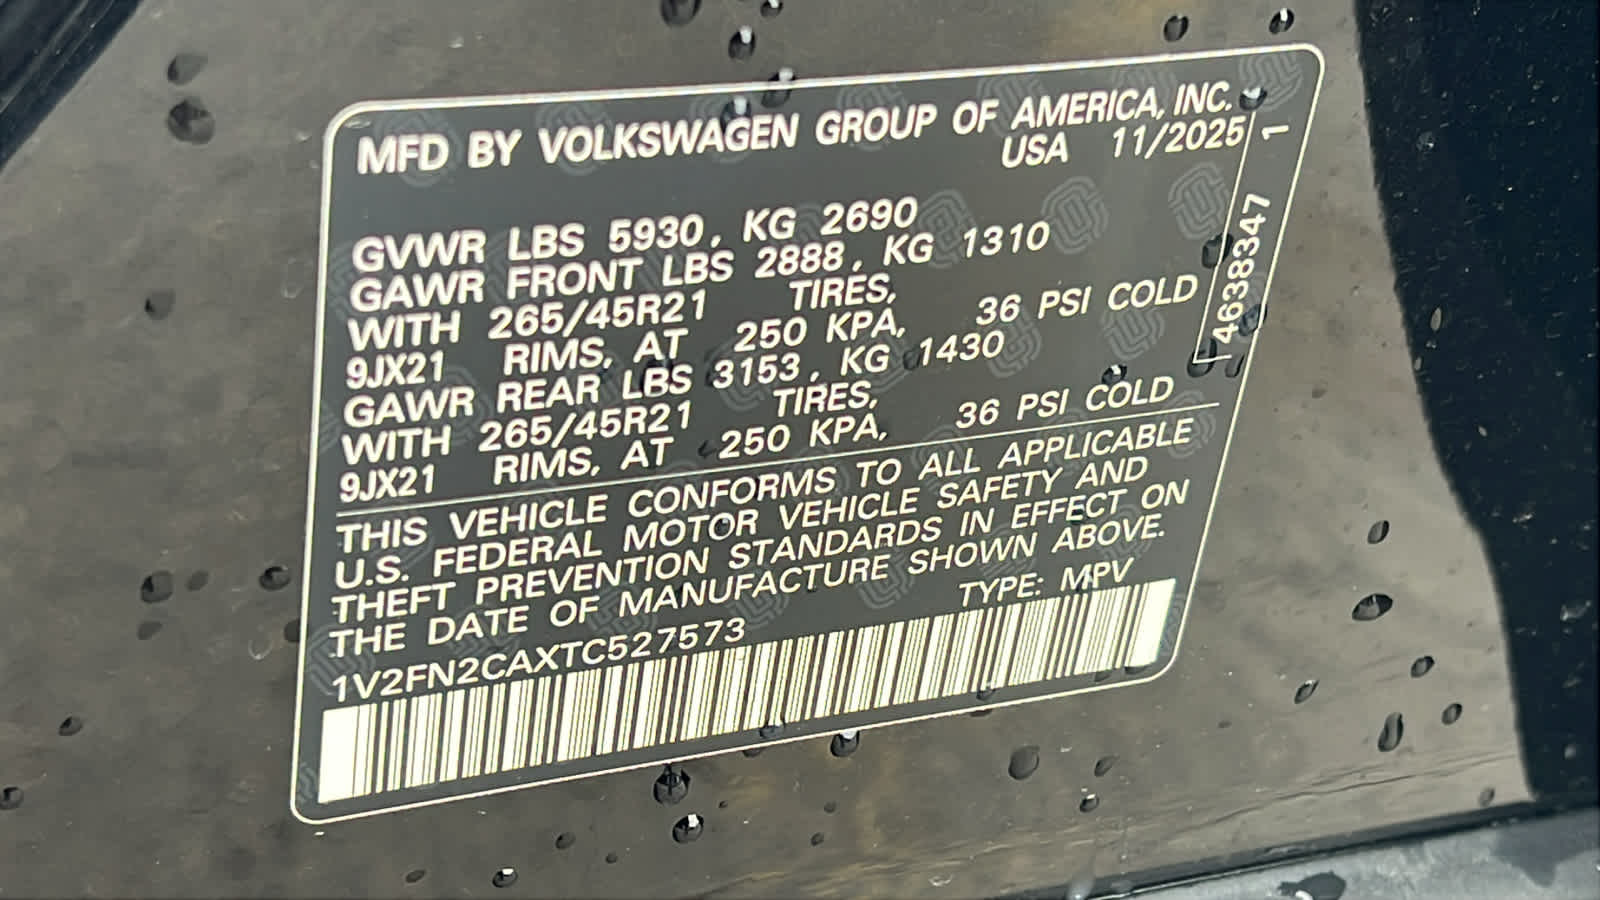 MFD BY VOLKSWAGEN GROUP OF AMERICA, INC.
USA 11/2025
1
4638347
GVWR LBS 5930, KG 2690
GAWR FRONT LBS 2888, KG 1310
WITH 265/45R21 TIRES,
9JX21 RIMS, AT 250 KPA, 36 PSI COLD
GAWR REAR LBS 3153, KG 1430
WITH 265/45R21 TIRES,
9JX21 RIMS, AT 250 KPA, 36 PSI COLD
THIS VEHICLE CONFORMS TO ALL APPLICABLE
U.S. FEDERAL MOTOR VEHICLE SAFETY AND
THEFT PREVENTION STANDARDS IN EFFECT ON
THE DATE OF MANUFACTURE SHOWN ABOVE.
TYPE: MPV
1V2FN2CAXTC527573